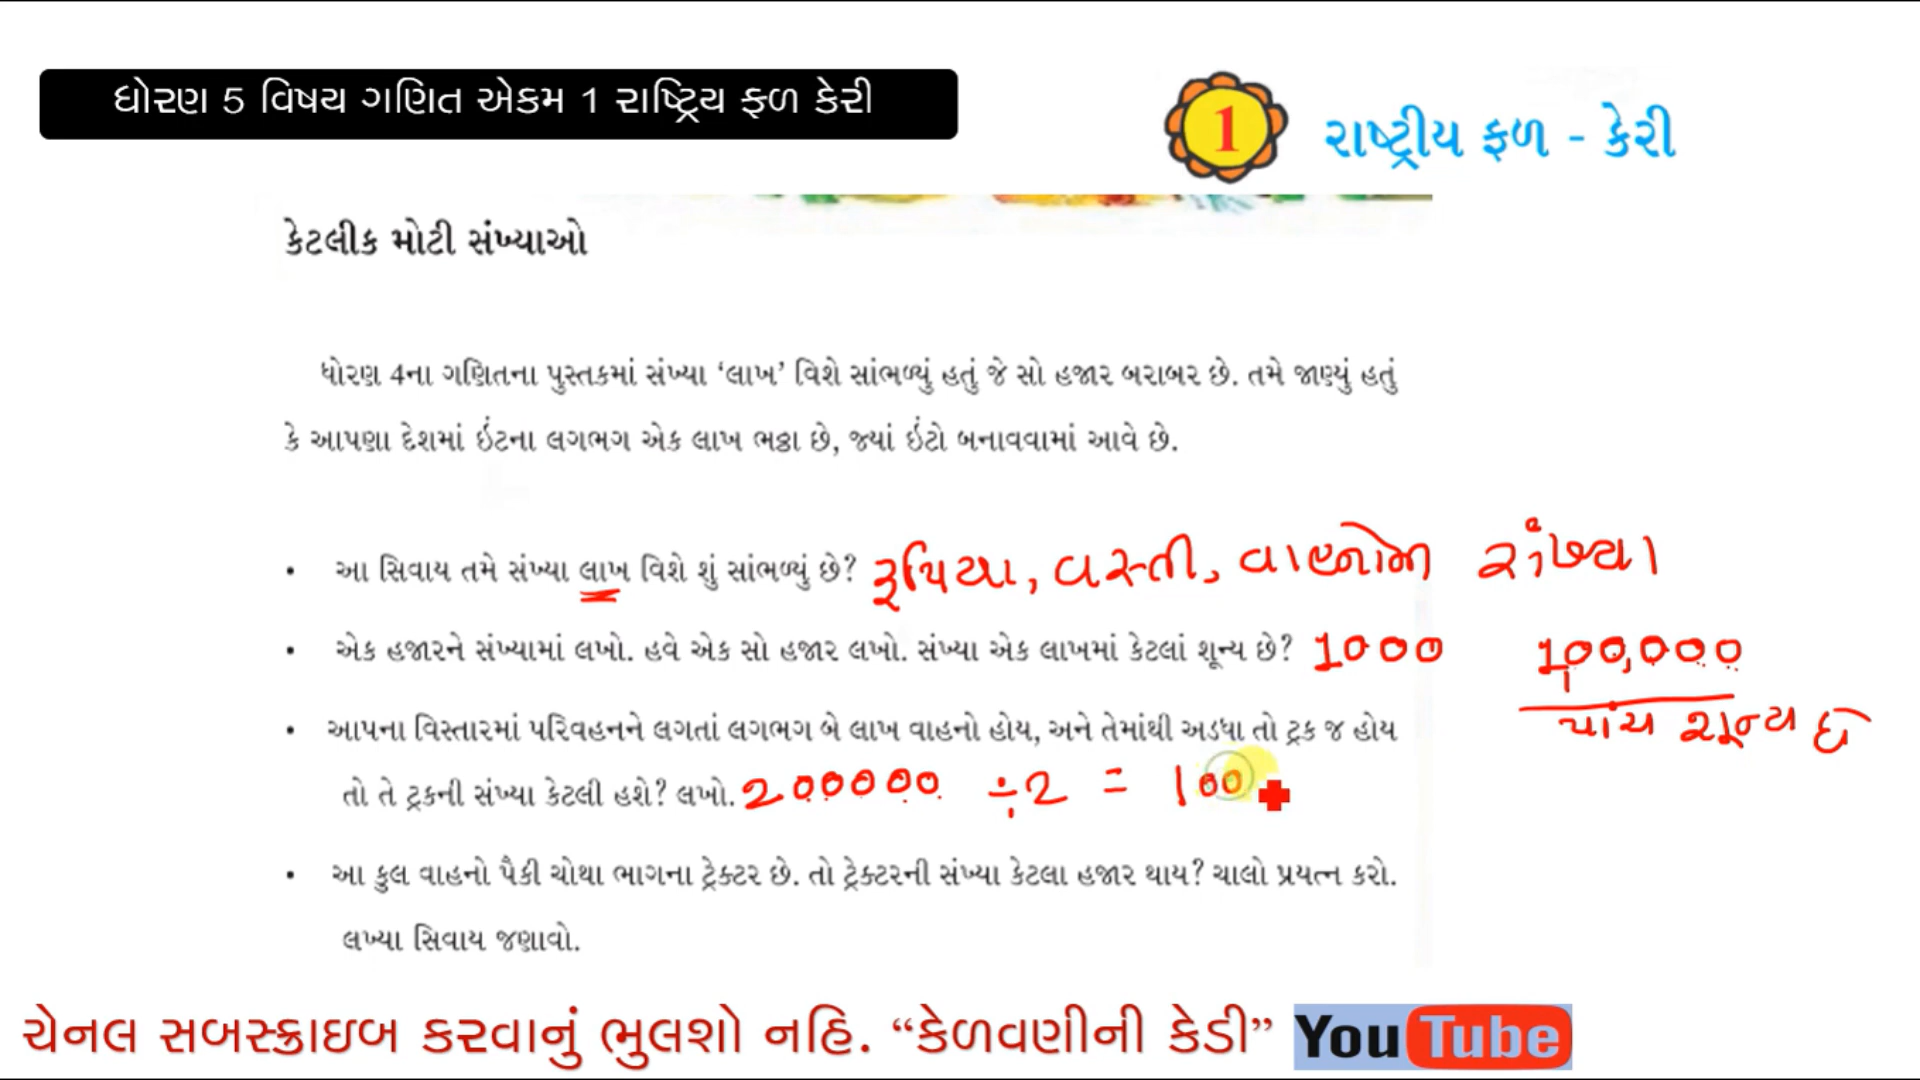 ધોરણ 5 વિષય ગણિત એકમ 1 રાષ્ટ્રિય ફળ કેરી
1 રાષ્ટ્રીય ફળ - કેરી
કેટલીક મોટી સંખ્યાઓ
ધોરણ 4ના ગણિતના પુસ્તકમાં સંખ્યા ‘લાખ’ વિશે સાંભળ્યું હતું જે સો હજાર બરાબર છે. તમે જાણ્યું હતું
કે આપણા દેશમાં ઈંટના લગભગ એક લાખ ભઠ્ઠા છે, જ્યાં ઈંટો બનાવવામાં આવે છે.
• આ સિવાય તમે સંખ્યા લાખ વિશે શું સાંભળ્યું છે? રૂપિયા, વસ્તી, વાહનોની સંખ્યા
• એક હજારને સંખ્યામાં લખો. હવે એક સો હજાર લખો. સંખ્યા એક લાખમાં કેટલાં શૂન્ય છે? 1000 1,00,000
પાંચ શૂન્ય છે
• આપના વિસ્તારમાં પરિવહનને લગતાં લગભગ બે લાખ વાહનો હોય, અને તેમાંથી અડધા તો ટ્રક જ હોય
તો તે ટ્રકની સંખ્યા કેટલી હશે? લખો. 200000 ÷2 = 100
• આ કુલ વાહનો પૈકી ચોથા ભાગના ટ્રેક્ટર છે. તો ટ્રેક્ટરની સંખ્યા કેટલા હજાર થાય? ચાલો પ્રયત્ન કરો.
લખ્યા સિવાય જણાવો.
ચેનલ સબસ્ક્રાઇબ કરવાનું ભુલશો નહિ. “કેળવણીની કેડી” YouTube